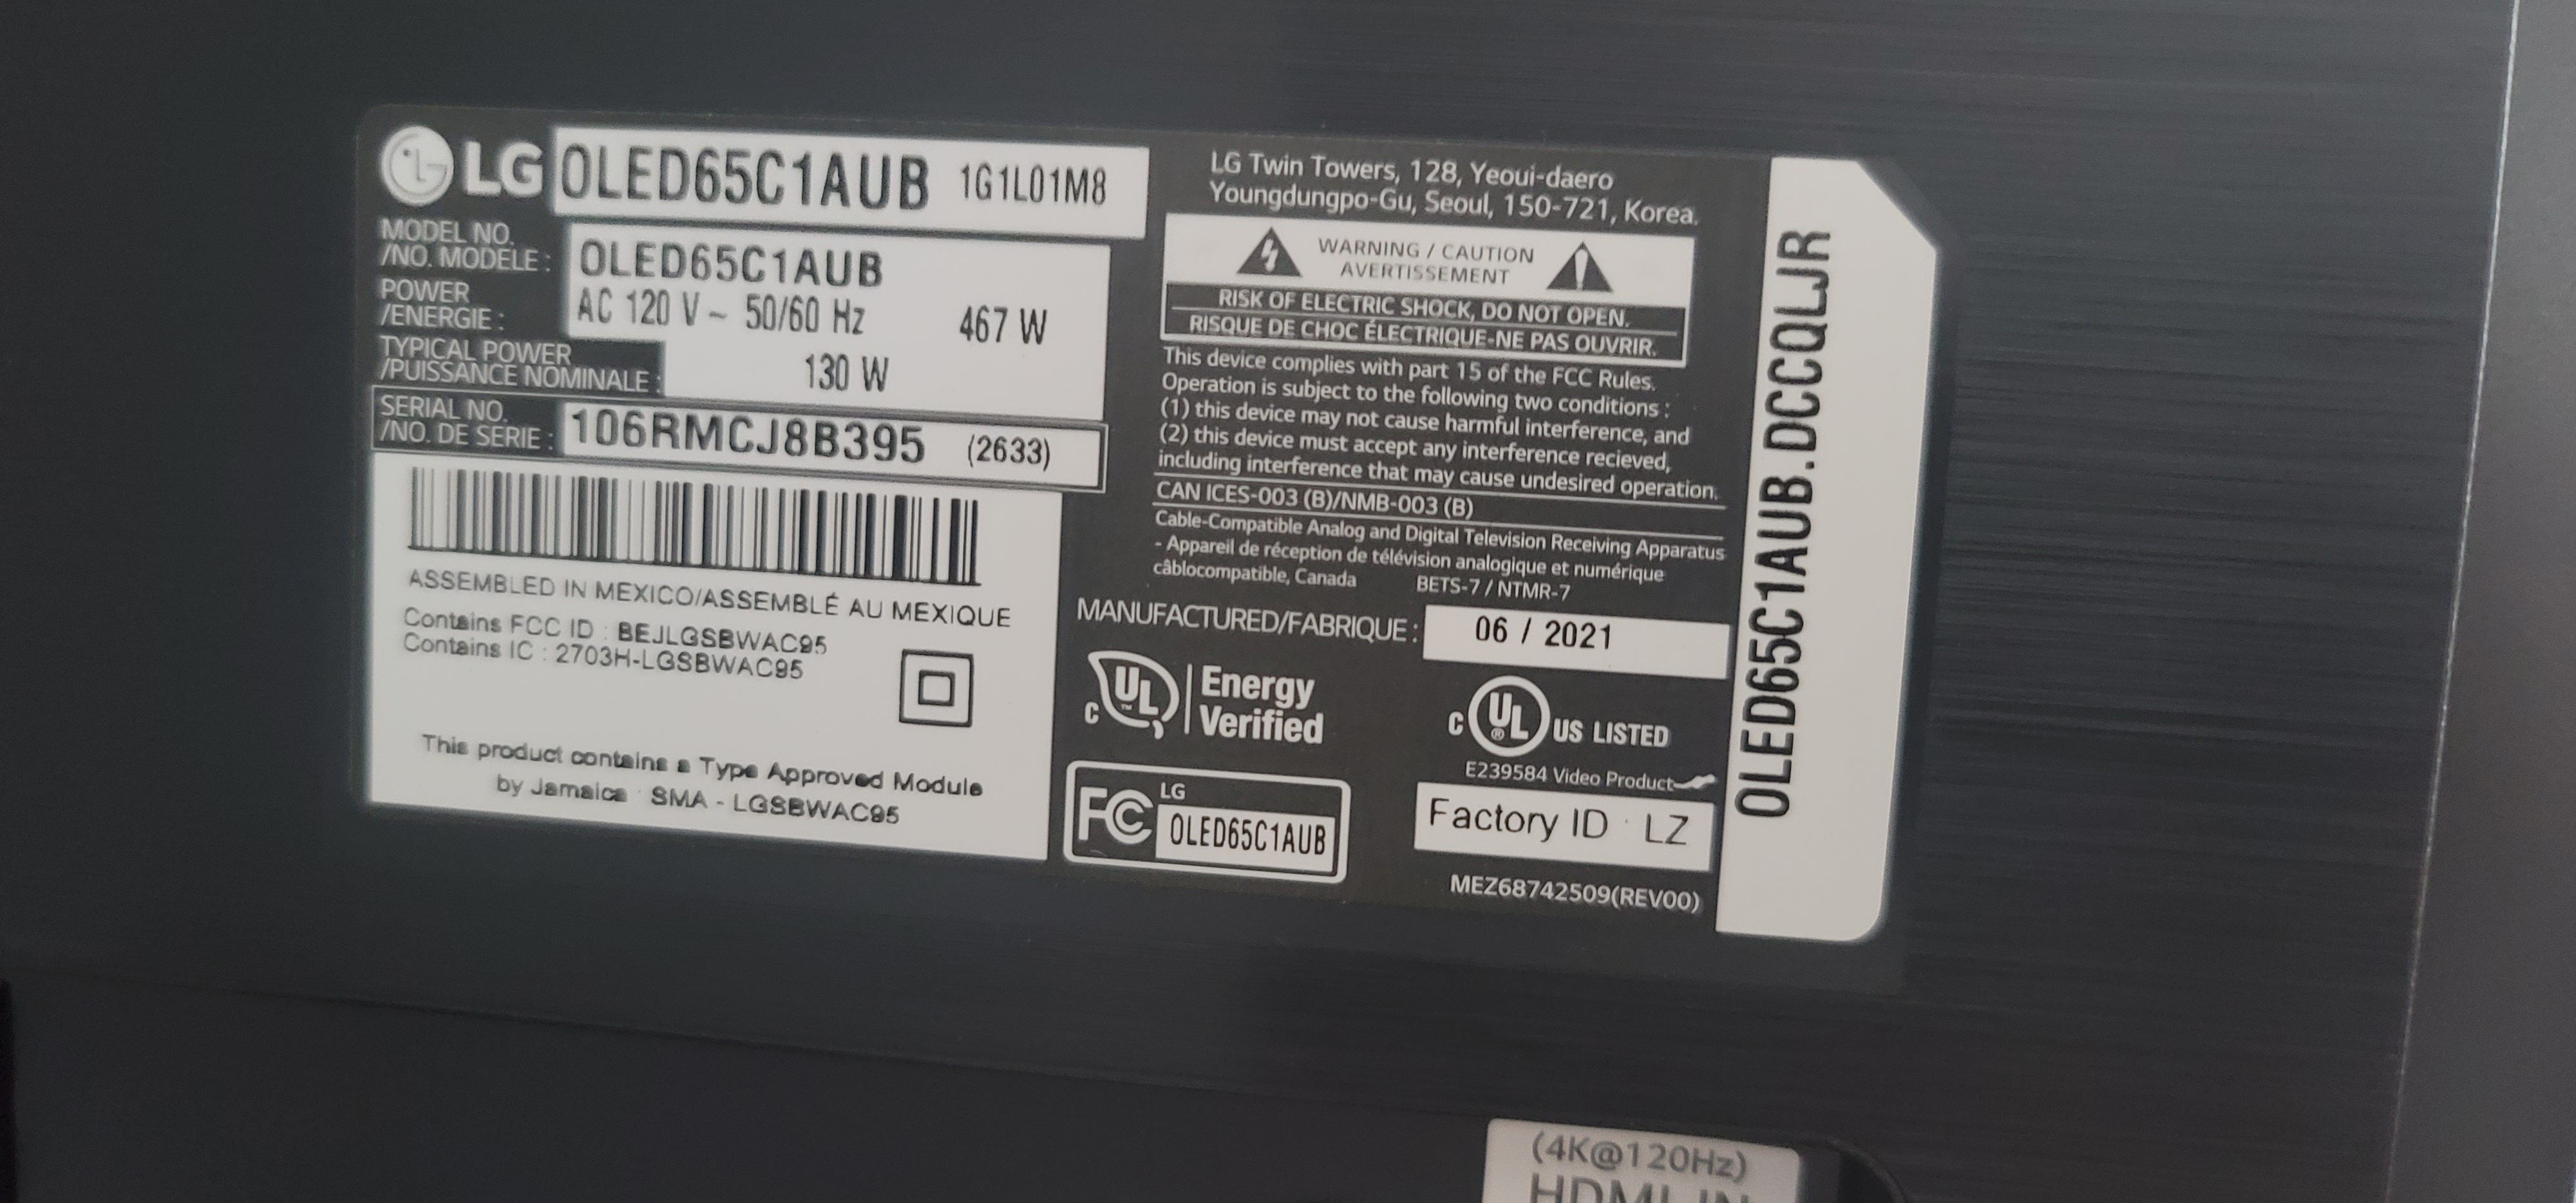 LG OLED65C1AUB 1G1L01M8
MODEL NO.
/NO. MODÈLE : OLED65C1AUB
POWER
/ENERGIE : AC 120 V ~ 50/60 Hz 467 W
TYPICAL POWER
/PUISSANCE NOMINALE : 130 W
SERIAL NO.
/NO. DE SÉRIE : 106RMCJ8B395 (2633)
ASSEMBLED IN MEXICO/ASSEMBLÉ AU MEXIQUE
Contains FCC ID : BEJLGSBWAC95
Contains IC : 2703H-LGSBWAC95
This product contains a Type Approved Module
by Jamaica : SMA - LGSBWAC95
LG Twin Towers, 128, Yeoui-daero
Youngdungpo-Gu, Seoul, 150-721, Korea.
WARNING / CAUTION
AVERTISSEMENT
RISK OF ELECTRIC SHOCK, DO NOT OPEN.
RISQUE DE CHOC ÉLECTRIQUE-NE PAS OUVRIR.
This device complies with part 15 of the FCC Rules.
Operation is subject to the following two conditions :
(1) this device may not cause harmful interference, and
(2) this device must accept any interference recieved,
including interference that may cause undesired operation.
CAN ICES-003 (B)/NMB-003 (B)
Cable-Compatible Analog and Digital Television Receiving Apparatus
- Appareil de réception de télévision analogique et numérique
câblocompatible, Canada BETS-7 / NTMR-7
MANUFACTURED/FABRIQUE : 06 / 2021
C UL TM Energy
Verified
C UL ® US LISTED
E239584 Video Product
FC LG
OLED65C1AUB
Factory ID : LZ
MEZ68742509(REV00)
OLED65C1AUB.DCCQLJR
(4K@120Hz)
HDMI IN